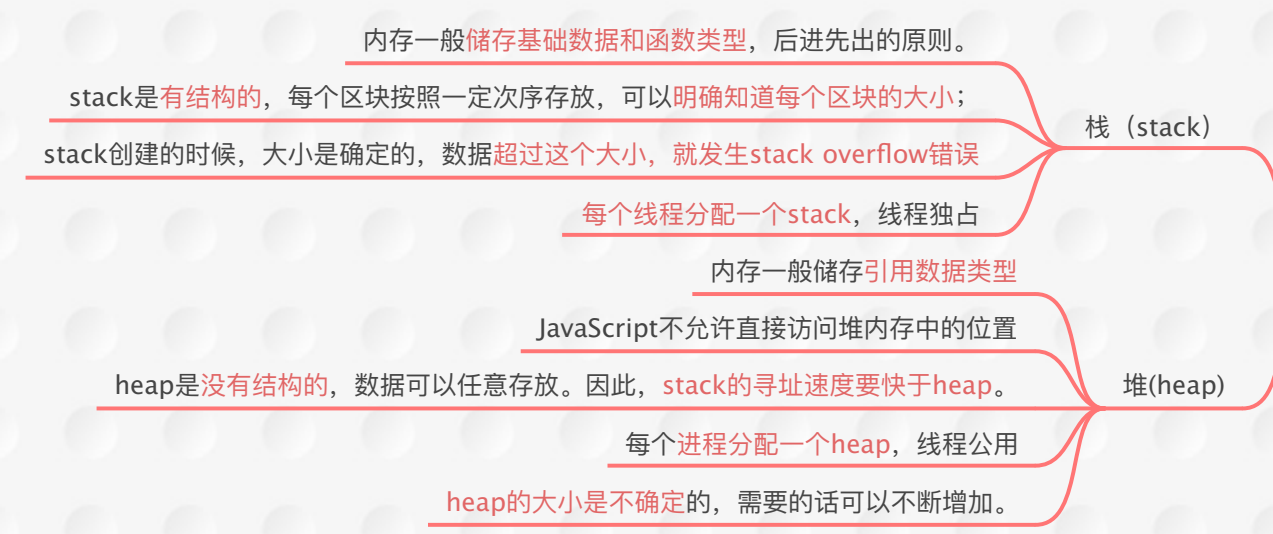 内存一般储存基础数据和函数类型，后进先出的原则。
stack是有结构的，每个区块按照一定次序存放，可以明确知道每个区块的大小；
栈（stack）
stack创建的时候，大小是确定的，数据超过这个大小，就发生stack overflow错误
每个线程分配一个stack，线程独占
内存一般储存引用数据类型
JavaScript不允许直接访问堆内存中的位置
heap是没有结构的，数据可以任意存放。因此，stack的寻址速度要快于heap。
堆(heap)
每个进程分配一个heap，线程公用
heap的大小是不确定的，需要的话可以不断增加。